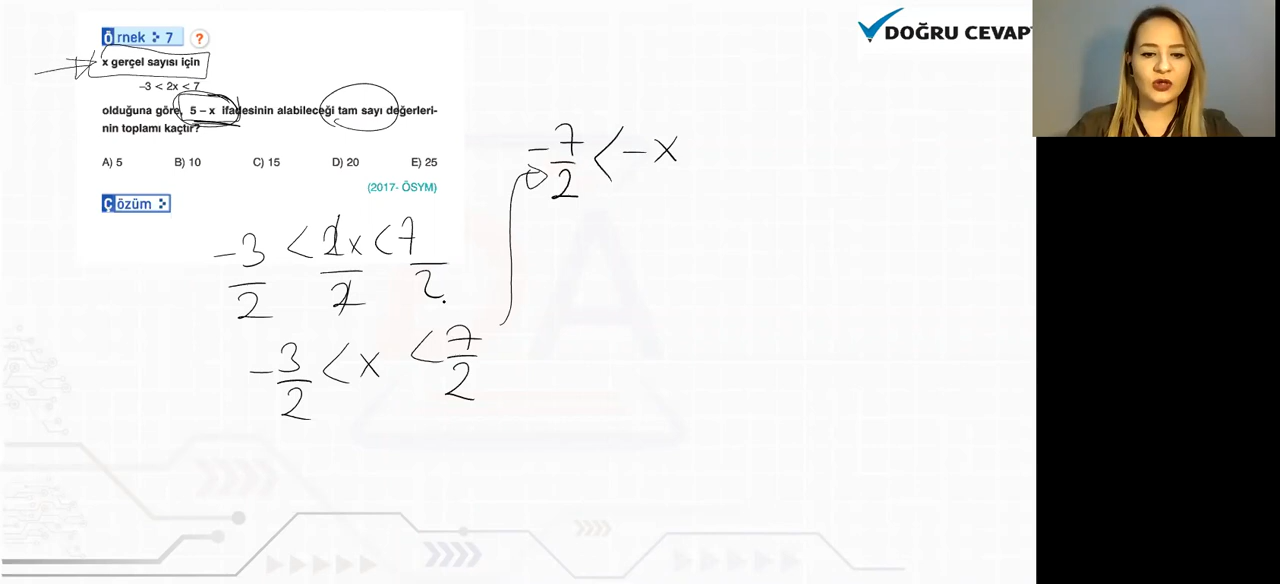 Örnek 7 ?
DOĞRU CEVAP
x gerçel sayısı için
-3 < 2x < 7
olduğuna göre, 5 – x ifadesinin alabileceği tam sayı değerleri-
nin toplamı kaçtır?
A) 5 B) 10 C) 15 D) 20 E) 25
(2017- ÖSYM)
Çözüm
-7/2 < -x
-3/2 < 2x/2 < 7/2
-3/2 < x < 7/2